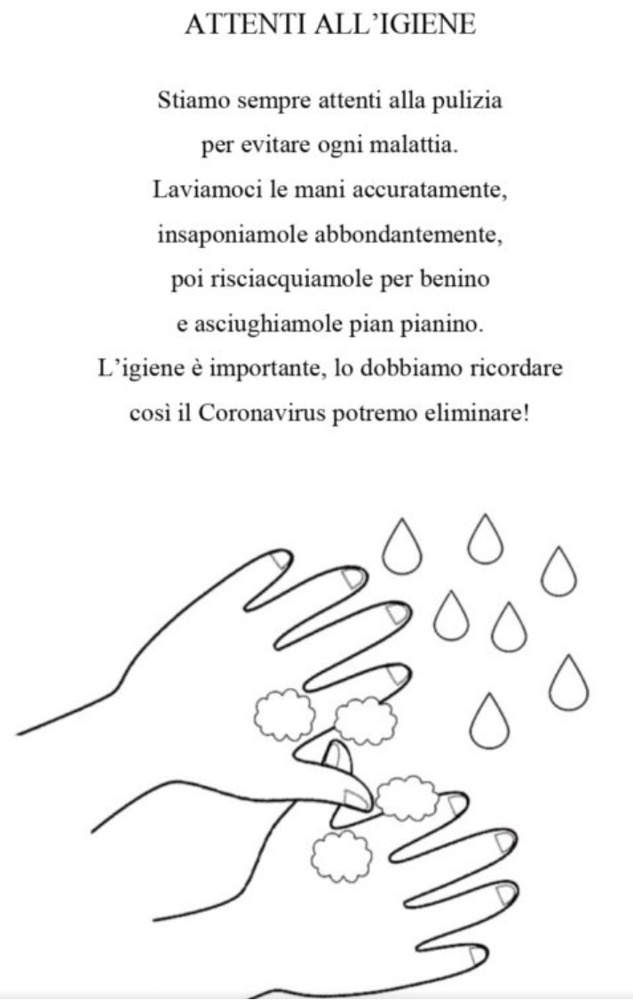 ATTENTI ALL’IGIENE
Stiamo sempre attenti alla pulizia
per evitare ogni malattia.
Laviamoci le mani accuratamente,
insaponiamole abbondantemente,
poi risciacquiamole per benino
e asciughiamole pian pianino.
L’igiene è importante, lo dobbiamo ricordare
così il Coronavirus potremo eliminare!